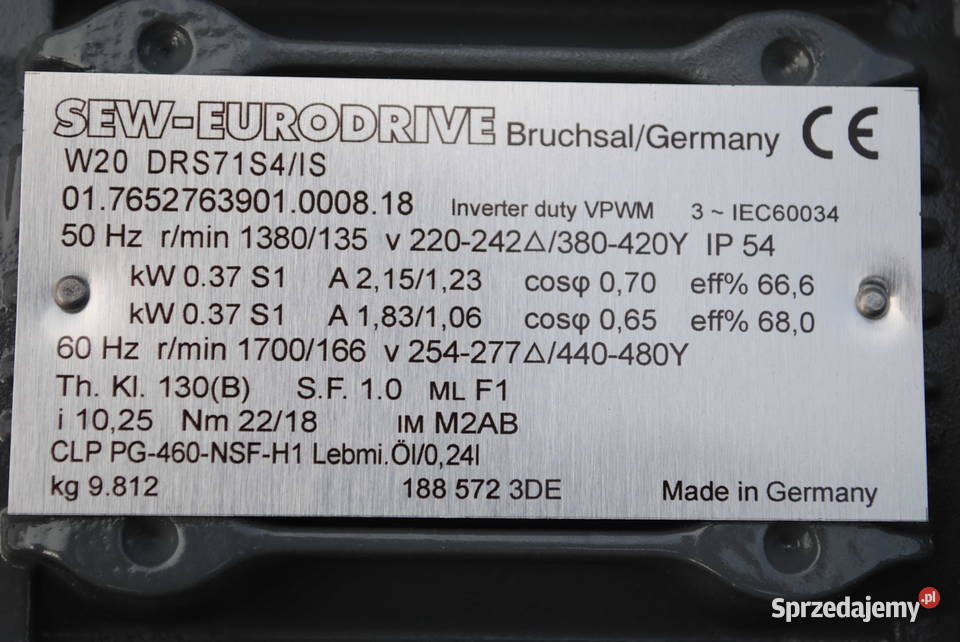 SEW-EURODRIVE Bruchsal/Germany CE
W20 DRS71S4/IS
01.7652763901.0008.18 Inverter duty VPWM 3 ~ IEC60034
50 Hz r/min 1380/135 V 220-242△/380-420Y IP 54
kW 0.37 S1 A 2,15/1,23 cosφ 0,70 eff% 66,6
kW 0.37 S1 A 1,83/1,06 cosφ 0,65 eff% 68,0
60 Hz r/min 1700/166 V 254-277△/440-480Y
Th. Kl. 130(B) S.F. 1.0 ML F1
i 10,25 Nm 22/18 IM M2AB
CLP PG-460-NSF-H1 Lebmi.Öl/0,24l
kg 9.812 188 572 3DE Made in Germany
Sprzedajemy.pl